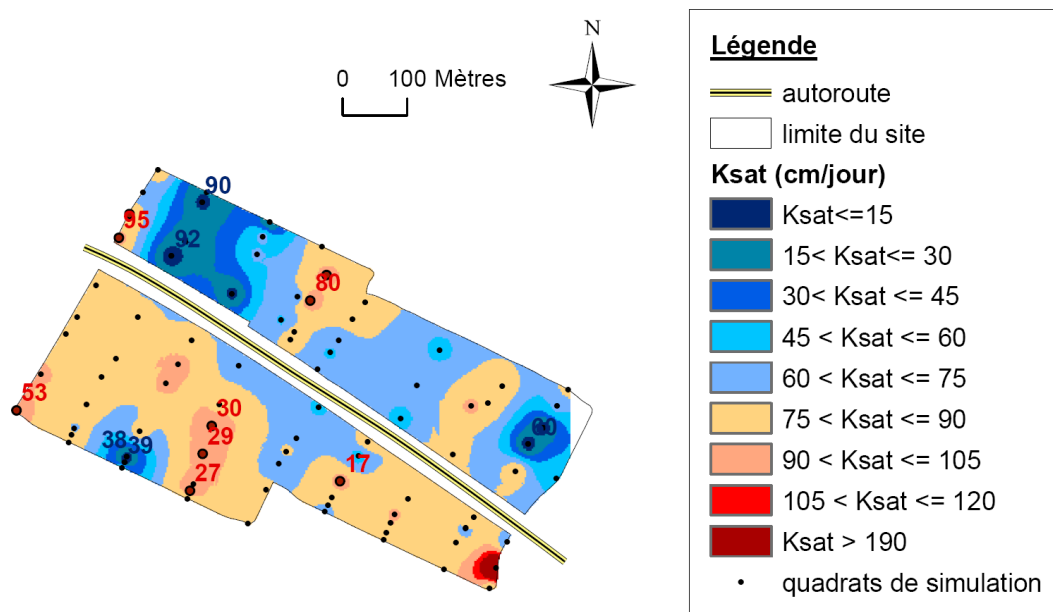 N
0 100 Mètres
90
95
92
80
53
30
29
38
39
27
17
60
Légende
autoroute
limite du site
Ksat (cm/jour)
Ksat<=15
15< Ksat<= 30
30< Ksat <= 45
45 < Ksat <= 60
60 < Ksat <= 75
75 < Ksat <= 90
90 < Ksat <= 105
105 < Ksat <= 120
Ksat > 190
quadrats de simulation